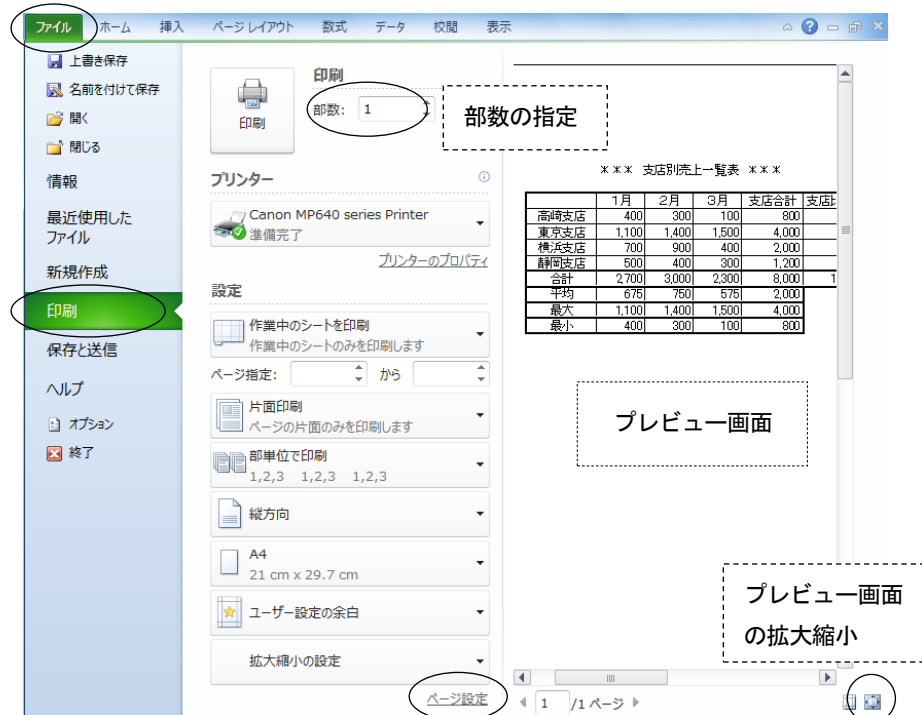 ファイル ホーム 挿入 ページ レイアウト 数式 データ 校閲 表示
上書き保存
名前を付けて保存
開く
閉じる
情報
最近使用した
ファイル
新規作成
印刷
保存と送信
ヘルプ
オプション
終了
印刷
印刷
部数: 1
部数の指定
プリンター
Canon MP640 series Printer
準備完了
プリンターのプロパティ
設定
作業中のシートを印刷
作業中のシートのみを印刷します
ページ指定: から
片面印刷
ページの片面のみを印刷します
部単位で印刷
1,2,3 1,2,3 1,2,3
縦方向
A4
21 cm x 29.7 cm
ユーザー設定の余白
拡大縮小の設定
ページ設定
*** 支店別売上一覧表 ***
1月 2月 3月 支店合計 支店比
高崎支店 400 300 100 800
東京支店 1,100 1,400 1,500 4,000
横浜支店 700 900 400 2,000
静岡支店 500 400 300 1,200
合計 2,700 3,000 2,300 8,000 1
平均 675 750 575 2,000
最大 1,100 1,400 1,500 4,000
最小 400 300 100 800
プレビュー画面
プレビュー画面
の拡大縮小
1 /1 ページ